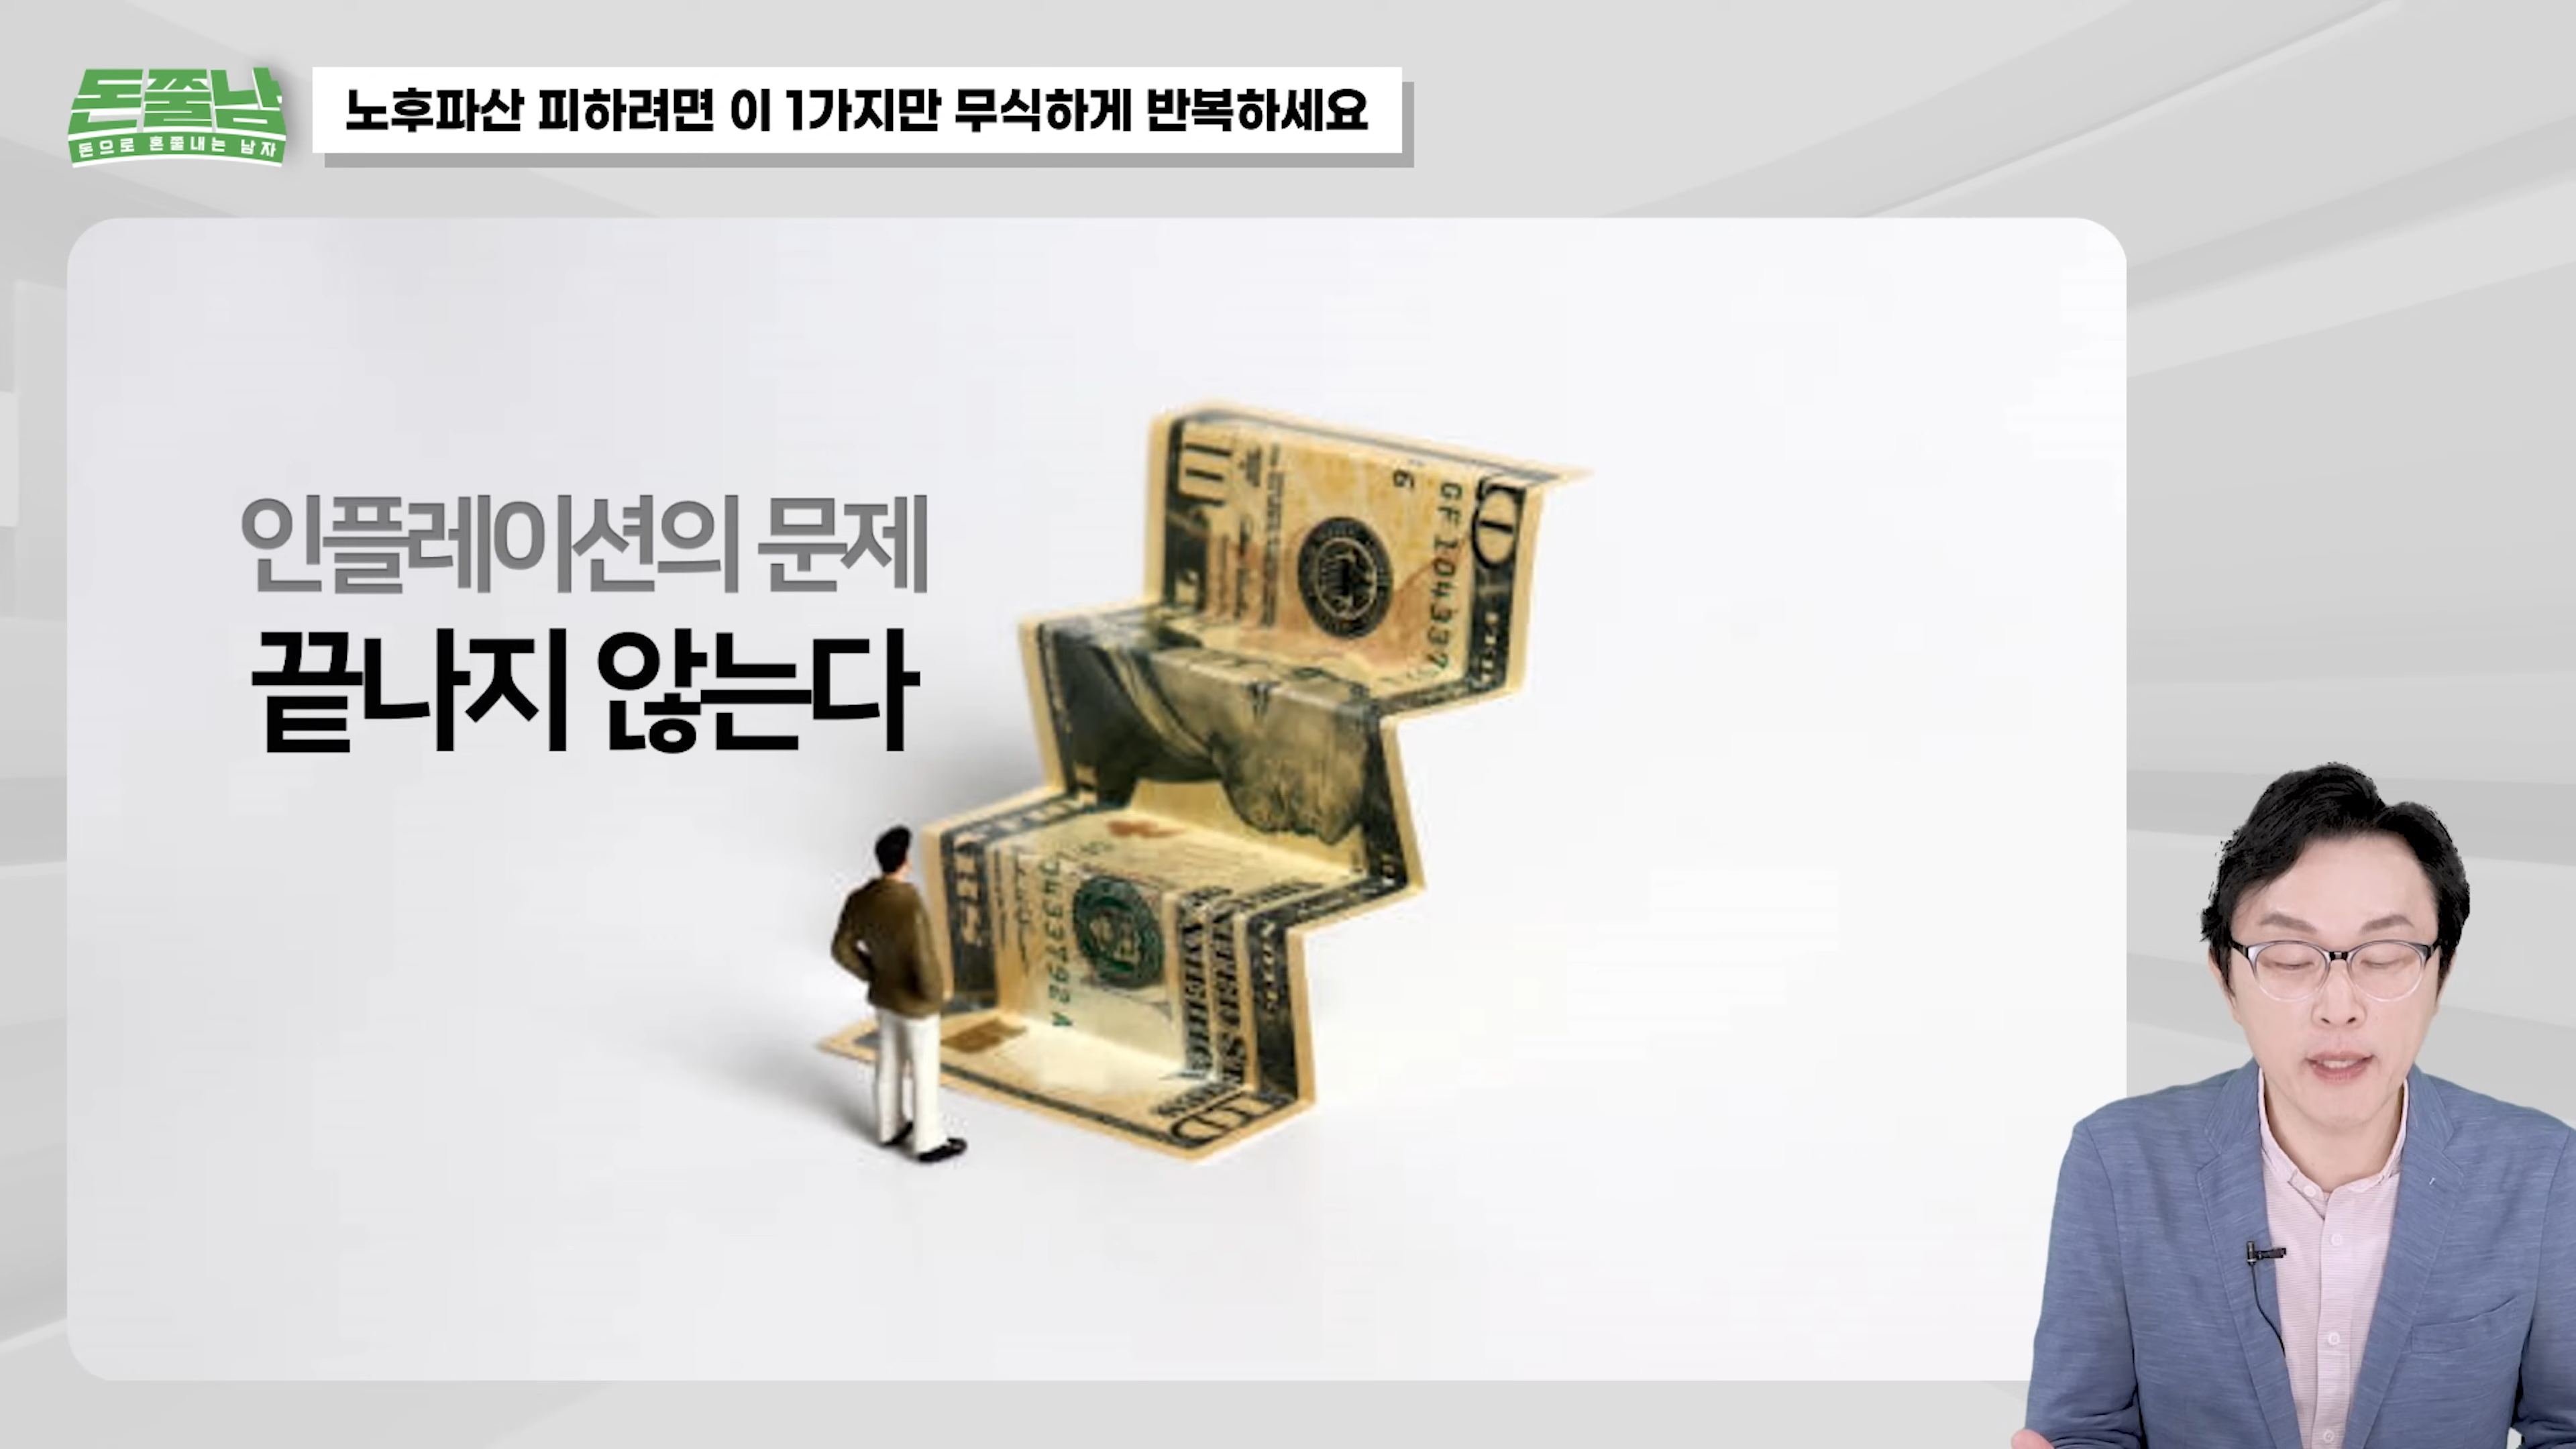 돈쭐남
돈으로 혼쭐내는 남자
노후파산 피하려면 이 1가지만 무식하게 반복하세요
인플레이션의 문제
끝나지 않는다